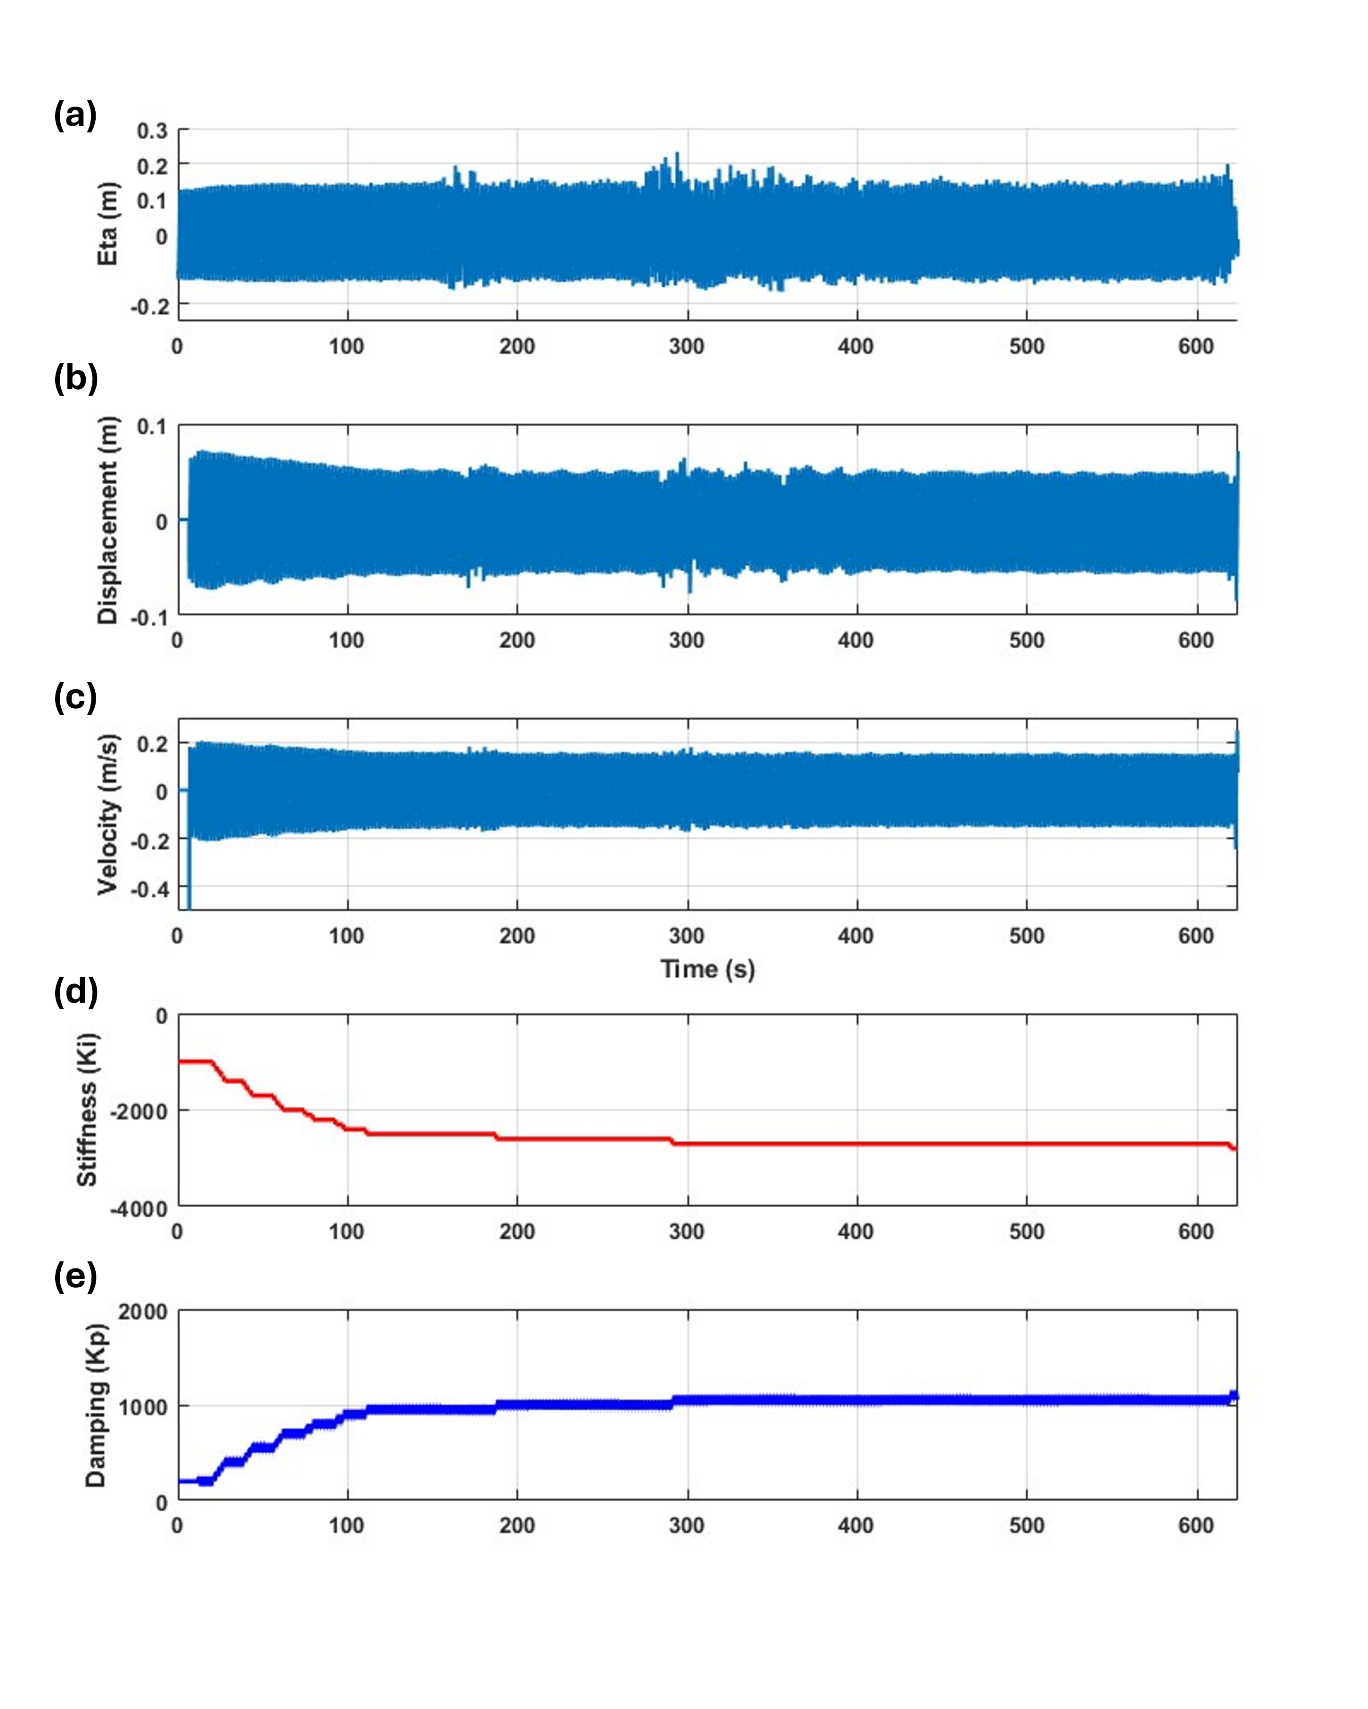 (a)
Eta (m)
0.3
0.2
0.1
0
-0.2
0 100 200 300 400 500 600
(b)
Displacement (m)
0.1
0
-0.1
0 100 200 300 400 500 600
(c)
Velocity (m/s)
0.2
0
-0.2
-0.4
0 100 200 300 400 500 600
Time (s)
(d)
Stiffness (Ki)
0
-2000
-4000
0 100 200 300 400 500 600
(e)
Damping (Kp)
2000
1000
0
0 100 200 300 400 500 600